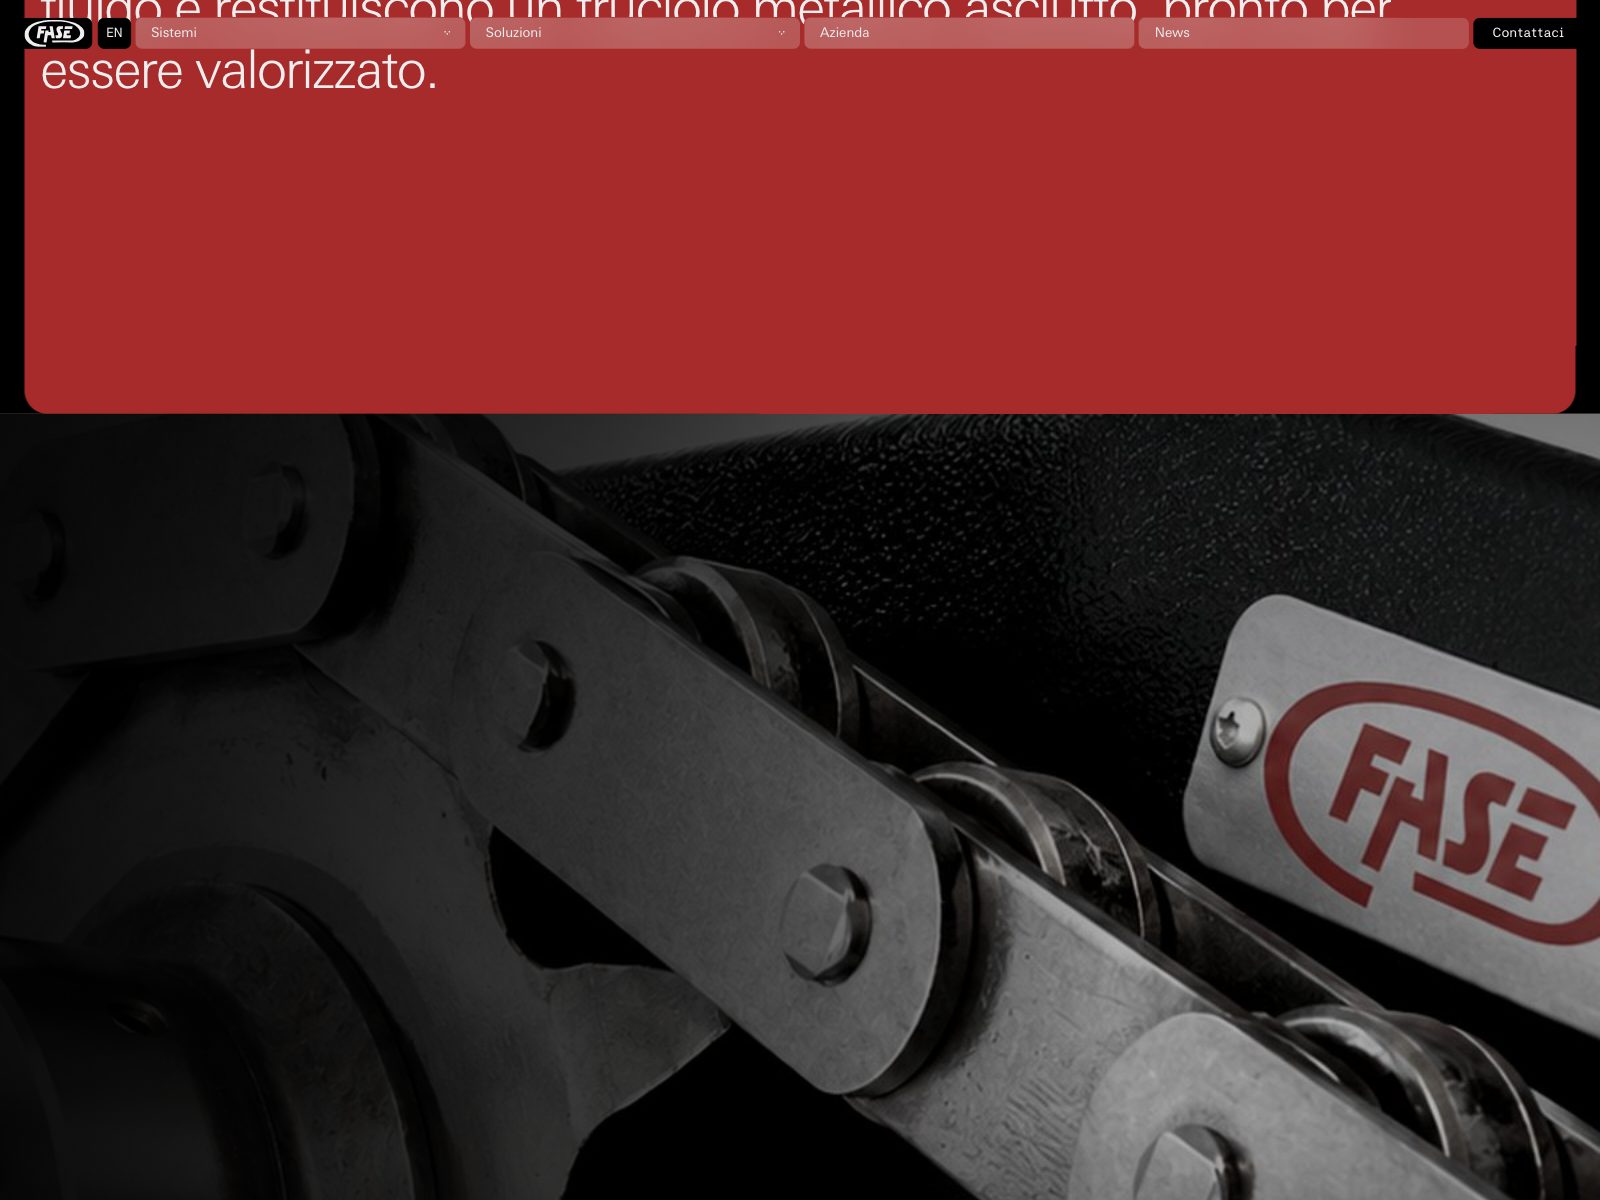 fluido e restituiscono un truciolo metallico asciutto, pronto per
FASE EN Sistemi Soluzioni Azienda News Contattaci
essere valorizzato.
FASE